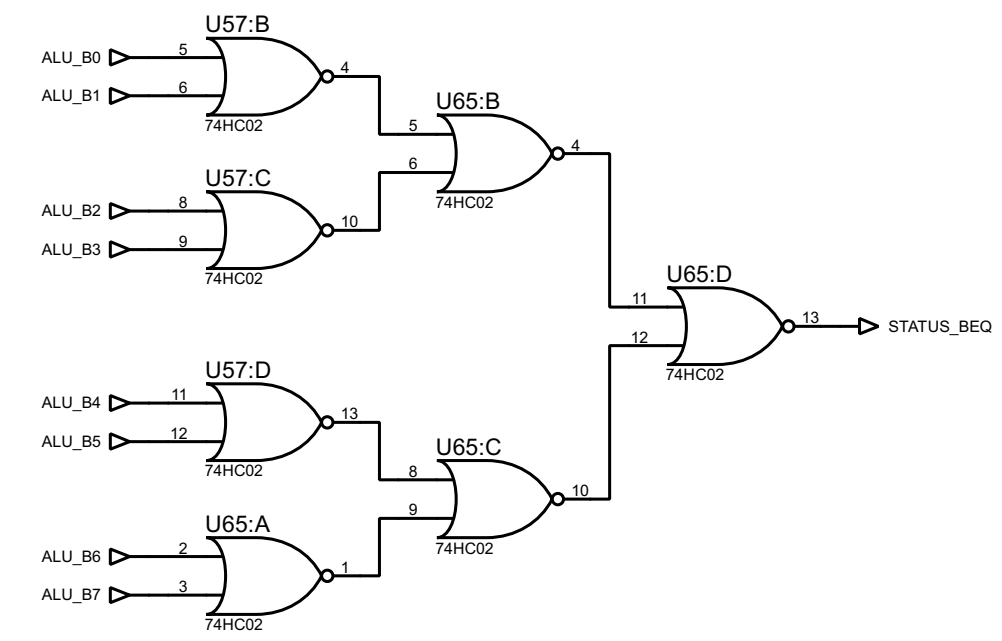 U57:B
ALU_B0 5
4
ALU_B1 6
74HC02
U65:B
5
4
6
74HC02
U57:C
ALU_B2 8
10
ALU_B3 9
74HC02
U65:D
11
13 STATUS_BEQ
12
74HC02
U57:D
ALU_B4 11
13
ALU_B5 12
74HC02
U65:C
8
10
9
74HC02
U65:A
ALU_B6 2
1
ALU_B7 3
74HC02